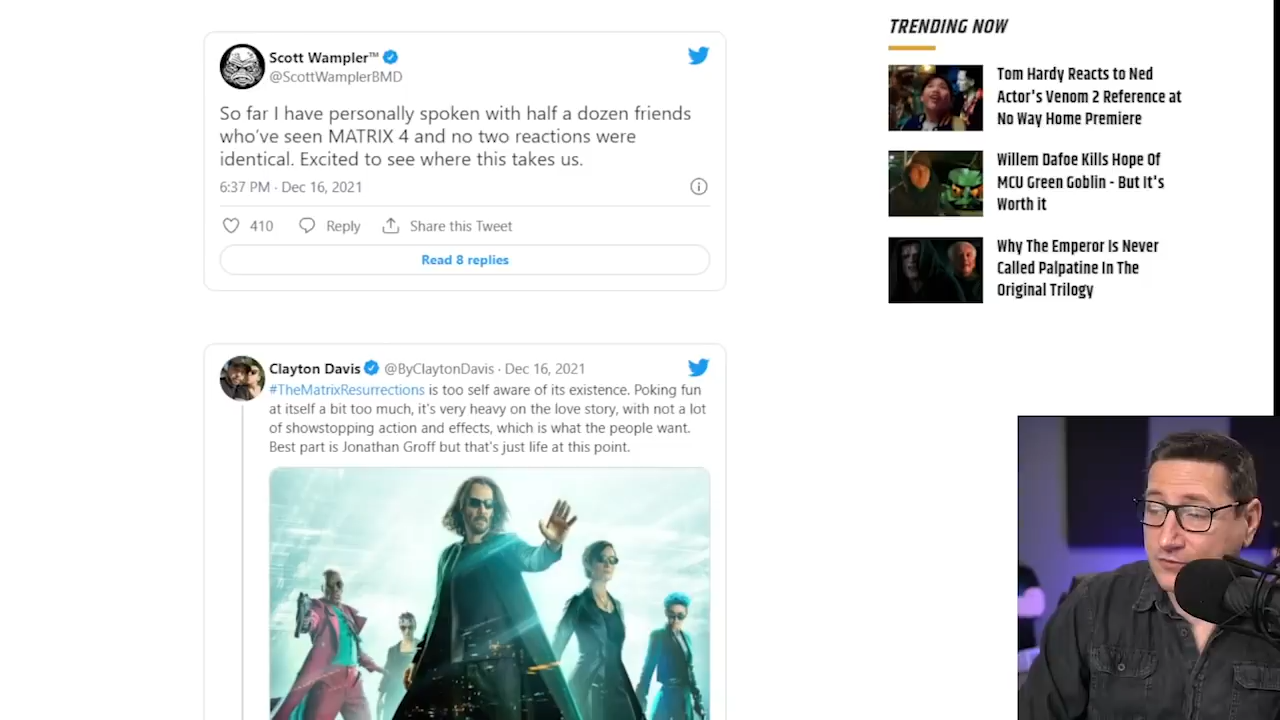 Scott Wampler™
@ScottWamplerBMD
So far I have personally spoken with half a dozen friends
who've seen MATRIX 4 and no two reactions were
identical. Excited to see where this takes us.
6:37 PM · Dec 16, 2021
410 Reply Share this Tweet
Read 8 replies
Clayton Davis @ByClaytonDavis · Dec 16, 2021
#TheMatrixResurrections is too self aware of its existence. Poking fun
at itself a bit too much, it's very heavy on the love story, with not a lot
of showstopping action and effects, which is what the people want.
Best part is Jonathan Groff but that's just life at this point.
TRENDING NOW
Tom Hardy Reacts to Ned
Actor's Venom 2 Reference at
No Way Home Premiere
Willem Dafoe Kills Hope Of
MCU Green Goblin - But It's
Worth it
Why The Emperor Is Never
Called Palpatine In The
Original Trilogy